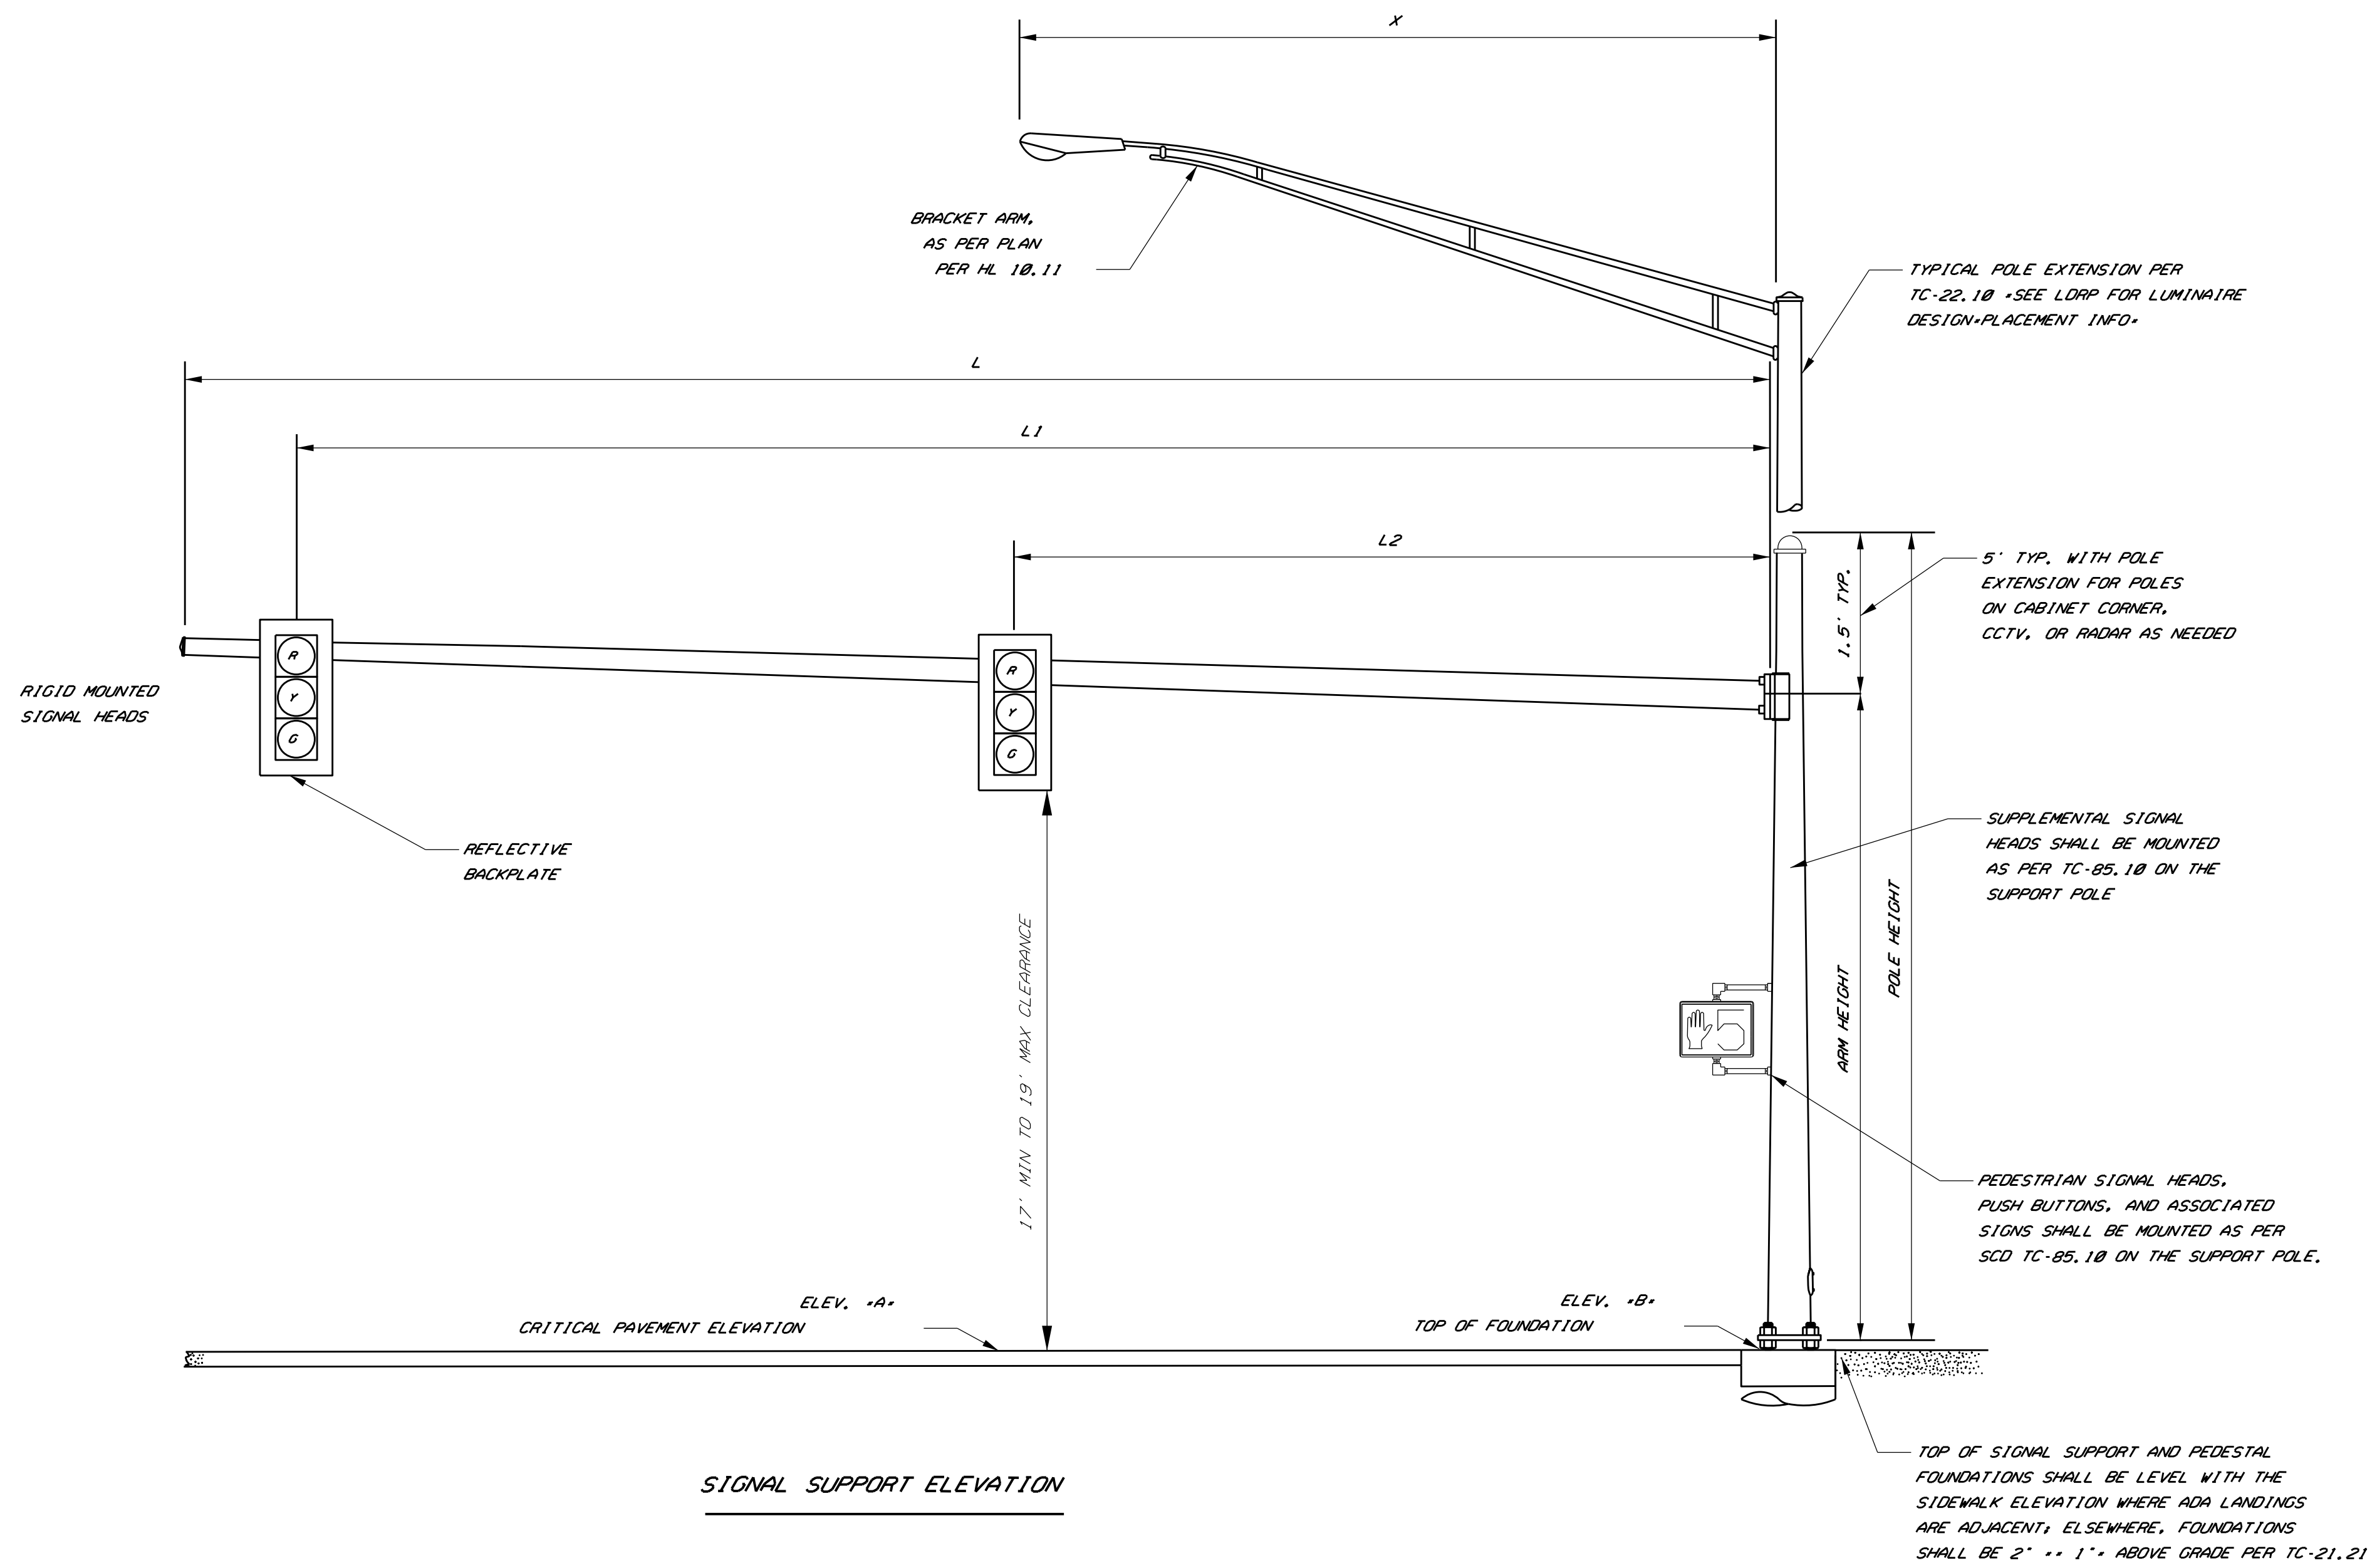 X
BRACKET ARM,
AS PER PLAN
PER HL 10.11
TYPICAL POLE EXTENSION PER
TC-22.10 *SEE LDRP FOR LUMINAIRE
DESIGN*PLACEMENT INFO*
L
L1
L2
1.5' TYP.
5' TYP. WITH POLE
EXTENSION FOR POLES
ON CABINET CORNER,
CCTV, OR RADAR AS NEEDED
R
Y
G
R
Y
G
RIGID MOUNTED
SIGNAL HEADS
REFLECTIVE
BACKPLATE
SUPPLEMENTAL SIGNAL
HEADS SHALL BE MOUNTED
AS PER TC-85.10 ON THE
SUPPORT POLE
17' MIN TO 19' MAX CLEARANCE
5
ARM HEIGHT
POLE HEIGHT
PEDESTRIAN SIGNAL HEADS,
PUSH BUTTONS, AND ASSOCIATED
SIGNS SHALL BE MOUNTED AS PER
SCD TC-85.10 ON THE SUPPORT POLE.
ELEV. *A*
CRITICAL PAVEMENT ELEVATION
ELEV. *B*
TOP OF FOUNDATION
TOP OF SIGNAL SUPPORT AND PEDESTAL
FOUNDATIONS SHALL BE LEVEL WITH THE
SIDEWALK ELEVATION WHERE ADA LANDINGS
ARE ADJACENT; ELSEWHERE, FOUNDATIONS
SHALL BE 2" ** 1"* ABOVE GRADE PER TC-21.21
SIGNAL SUPPORT ELEVATION